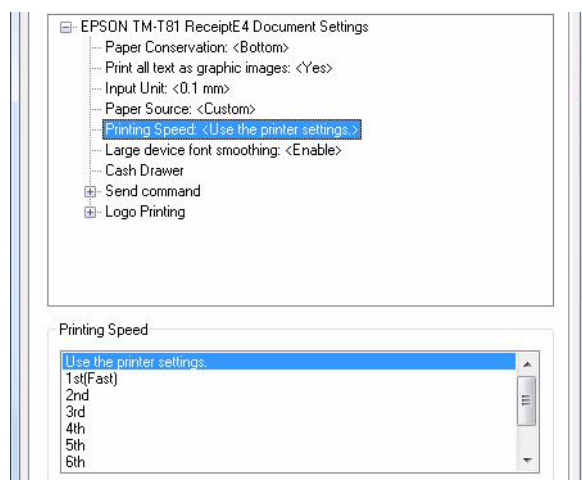 EPSON TM-T81 ReceiptE4 Document Settings
Paper Conservation: <Bottom>
Print all text as graphic images: <Yes>
Input Unit: <0.1 mm>
Paper Source: <Custom>
Printing Speed: <Use the printer settings.>
Large device font smoothing: <Enable>
Cash Drawer
Send command
Logo Printing
Printing Speed
Use the printer settings.
1st(Fast)
2nd
3rd
4th
5th
6th